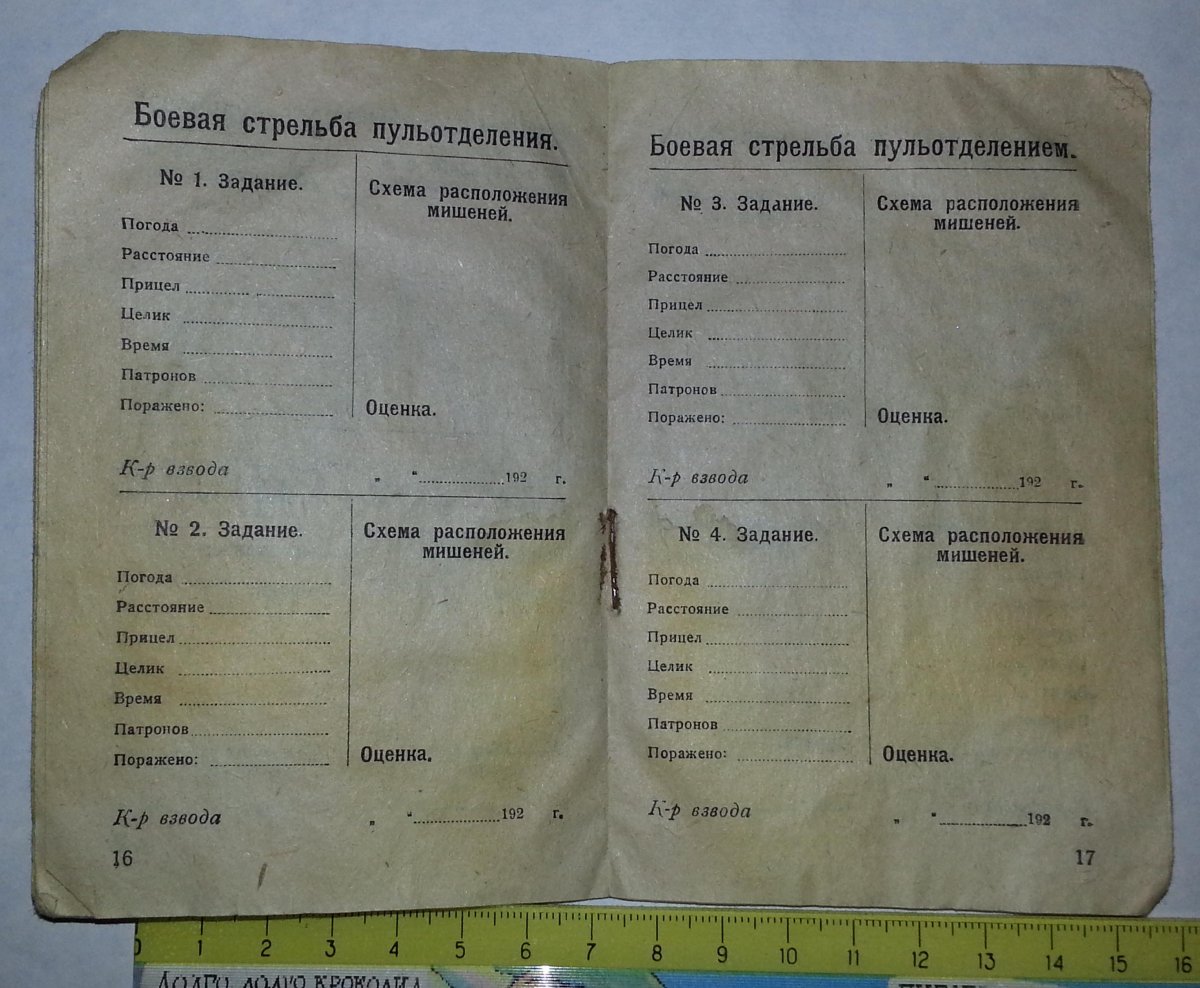 Боевая стрельба пульотделения.
№ 1. Задание.
Схема расположения
мишеней.
Погода
Расстояние
Прицел
Целик
Время
Патронов
Поражено:
Оценка.
К-р взвода „ “ 192 г.
№ 2. Задание.
Схема расположения
мишеней.
Погода
Расстояние
Прицел
Целик
Время
Патронов
Поражено:
Оценка.
К-р взвода „ “ 192 г.
16
Боевая стрельба пульотделением.
№ 3. Задание.
Схема расположения
мишеней.
Погода
Расстояние
Прицел
Целик
Время
Патронов
Поражено:
Оценка.
К-р взвода „ “ 192 г.
№ 4. Задание.
Схема расположения
мишеней.
Погода
Расстояние
Прицел
Целик
Время
Патронов
Поражено:
Оценка.
К-р взвода „ “ 192 г.
17
0 1 2 3 4 5 6 7 8 9 10 11 12 13 14 15 16
ДОЛГО, ДОЛГО КРОКОДИЛ